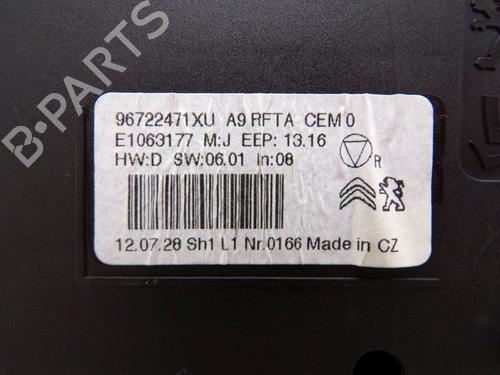 96722471XU A9 RFTA CEM 0
E1063177 M:J EEP: 13.16
HW:D SW:06.01 In:08
R
12.07.28 Sh1 L1 Nr.0166 Made in CZ
B-PARTS